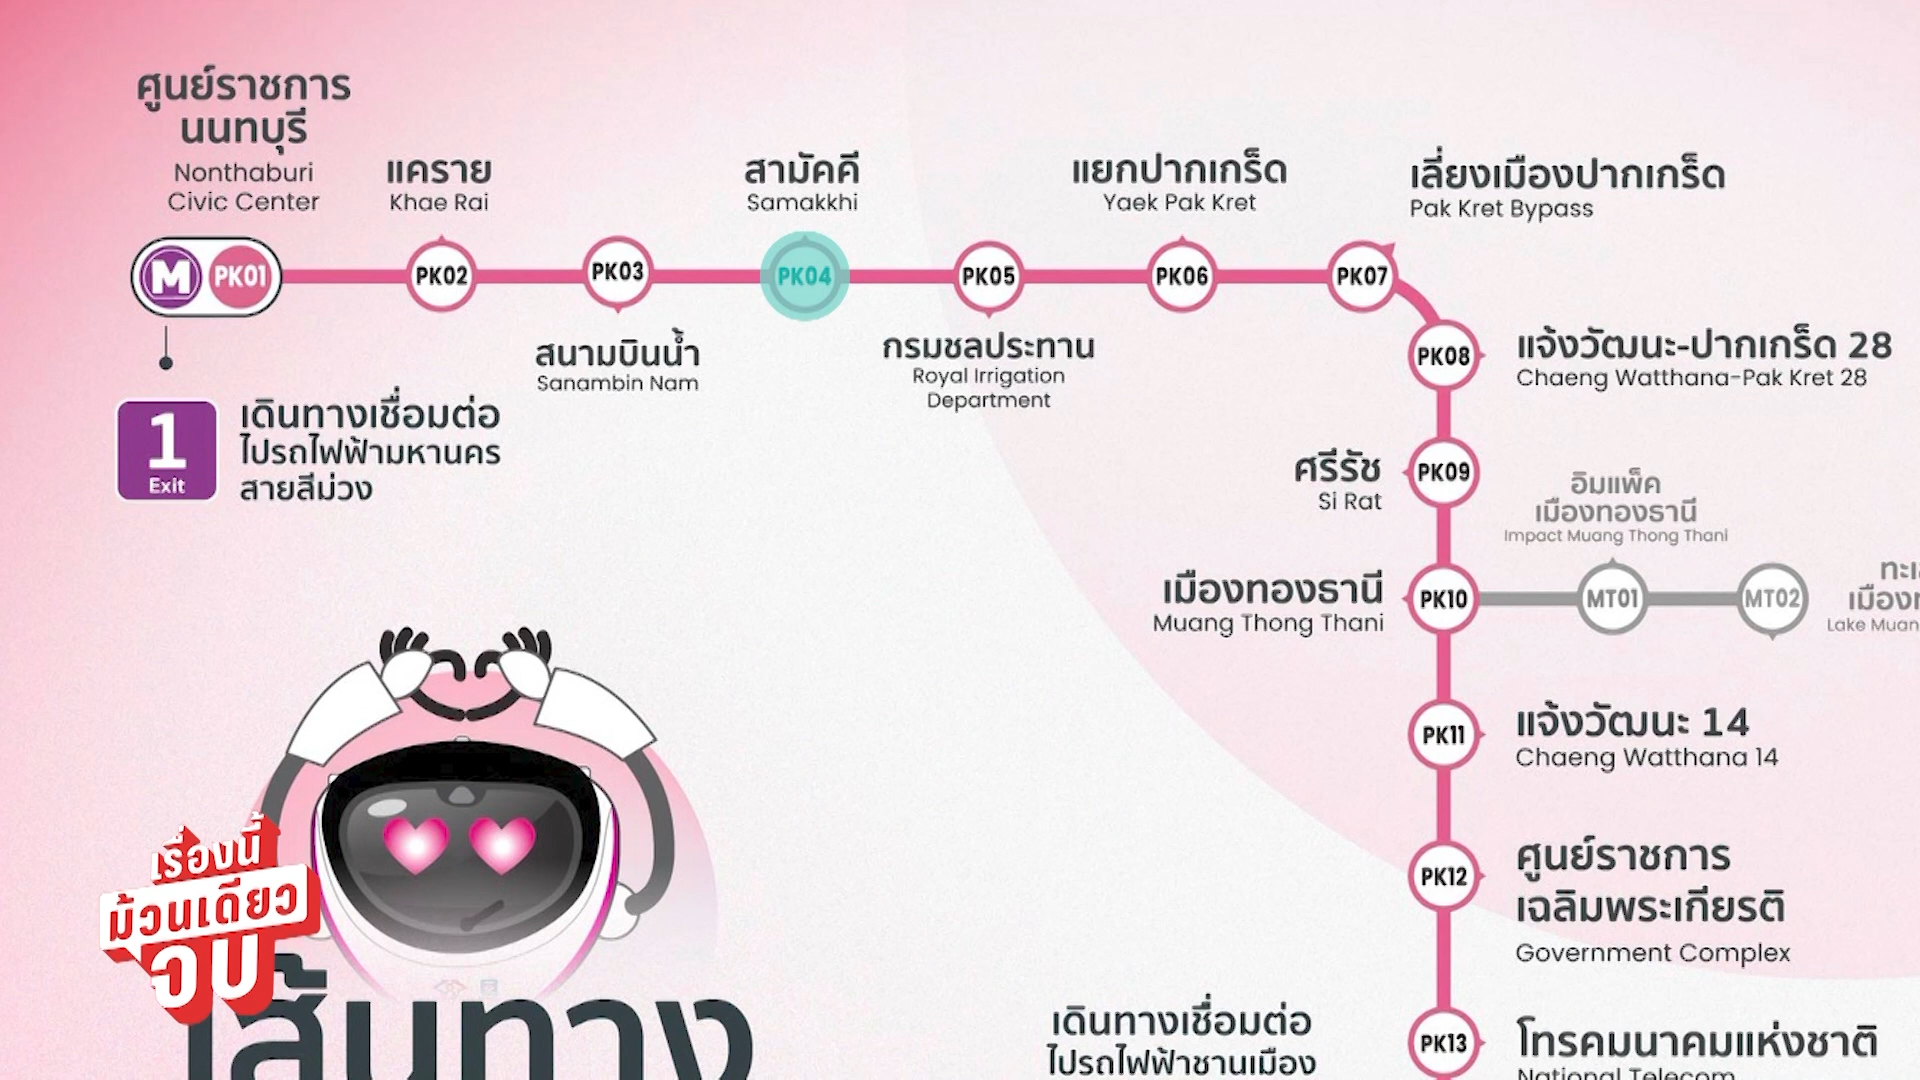 ศูนย์ราชการ
นนทบุรี
Nonthaburi
Civic Center
แคราย
Khae Rai
สามัคคี
Samakkhi
แยกปากเกร็ด
Yaek Pak Kret
เลี่ยงเมืองปากเกร็ด
Pak Kret Bypass
M PK01 PK02 PK03 PK04 PK05 PK06 PK07
สนามบินน้ำ
Sanambin Nam
กรมชลประทาน
Royal Irrigation
Department
PK08
แจ้งวัฒนะ-ปากเกร็ด 28
Chaeng Watthana-Pak Kret 28
1
Exit
เดินทางเชื่อมต่อ
ไปรถไฟฟ้ามหานคร
สายสีม่วง
ศรีรัช
Si Rat
PK09
อิมแพ็ค
เมืองทองธานี
Impact Muang Thong Thani
เมืองทองธานี
Muang Thong Thani
PK10 MT01 MT02
Lake
PK11
แจ้งวัฒนะ 14
Chaeng Watthana 14
PK12
ศูนย์ราชการ
เฉลิมพระเกียรติ
Government Complex
เรื่องนี้
ม้วนเดียว
จบ
เส้นทาง
เดินทางเชื่อมต่อ
ไปรถไฟฟ้าชานเมือง
PK13
โทรคมนาคมแห่งชาติ
National Telecom